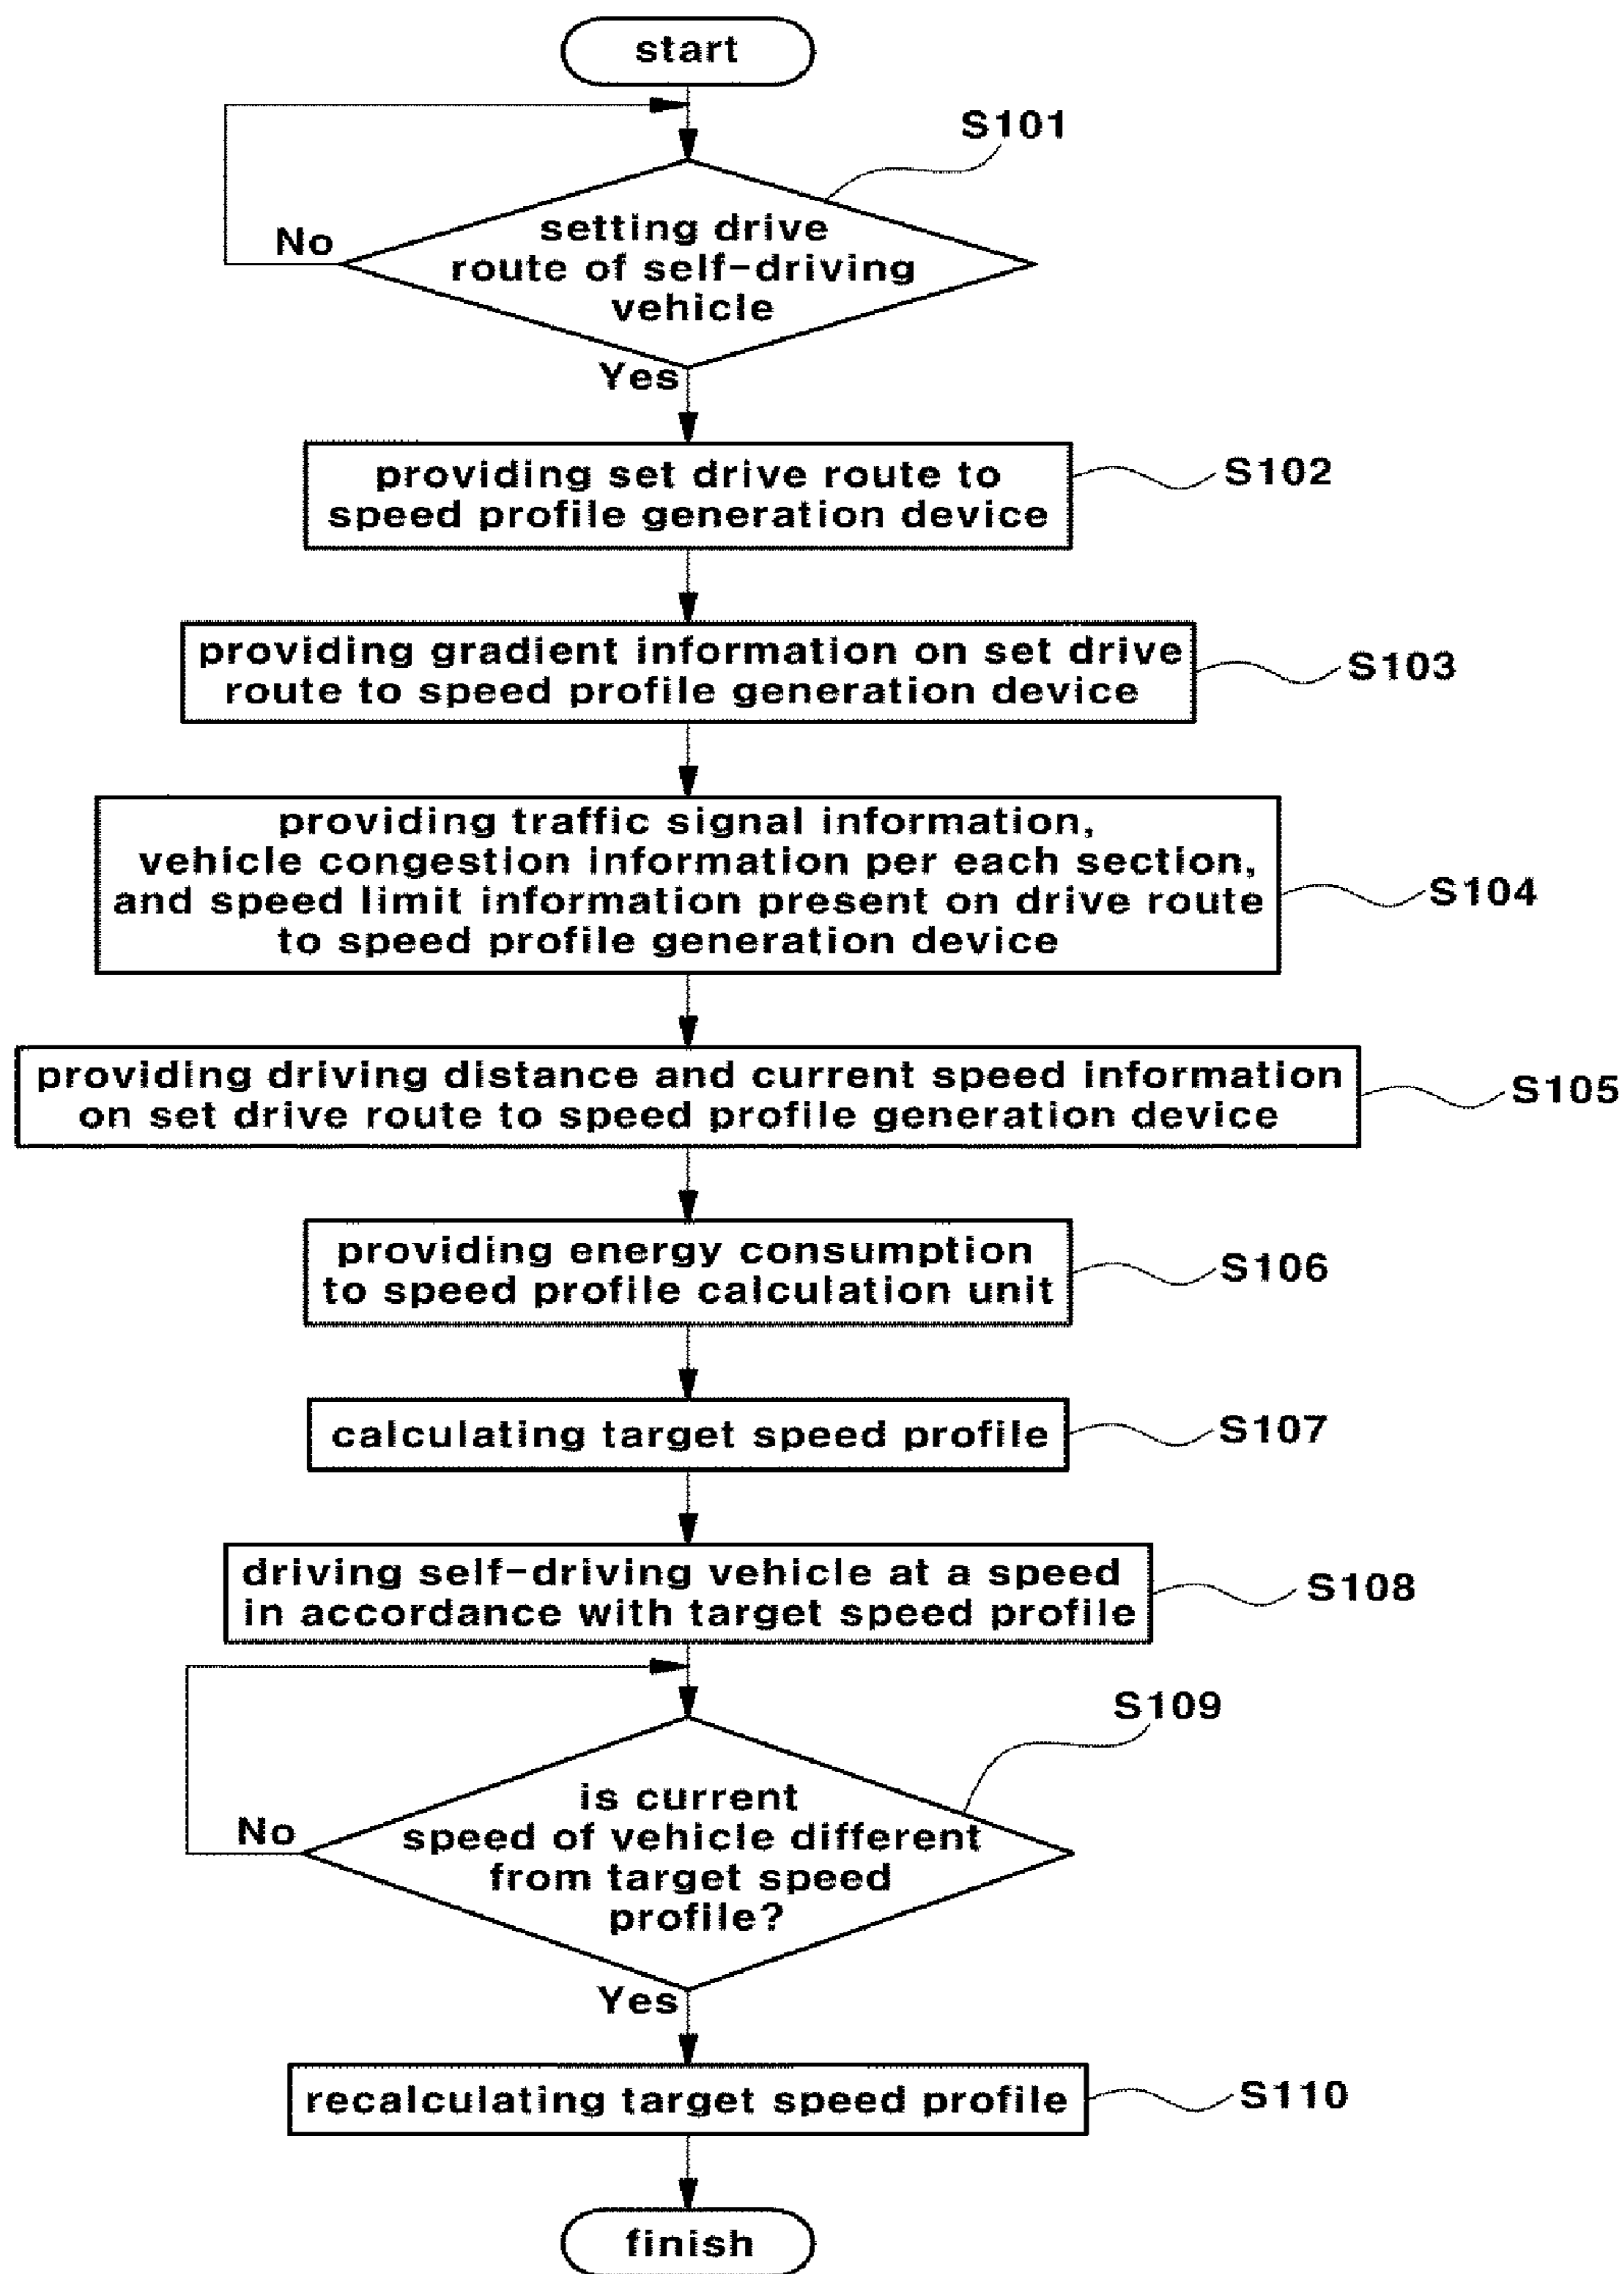 start
S101
setting drive
route of self-driving
vehicle
No
Yes
providing set drive route to
speed profile generation device
S102
providing gradient information on set drive
route to speed profile generation device
S103
providing traffic signal information,
vehicle congestion information per each section,
and speed limit information present on drive route
to speed profile generation device
S104
providing driving distance and current speed information
on set drive route to speed profile generation device
S105
providing energy consumption
to speed profile calculation unit
S106
calculating target speed profile
S107
driving self-driving vehicle at a speed
in accordance with target speed profile
S108
S109
is current
speed of vehicle different
from target speed
profile?
No
Yes
recalculating target speed profile
S110
finish